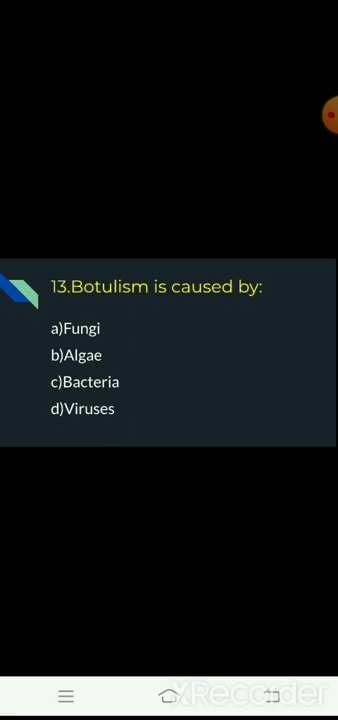 13.Botulism is caused by:
a)Fungi
b)Algae
c)Bacteria
d)Viruses
XRecorder